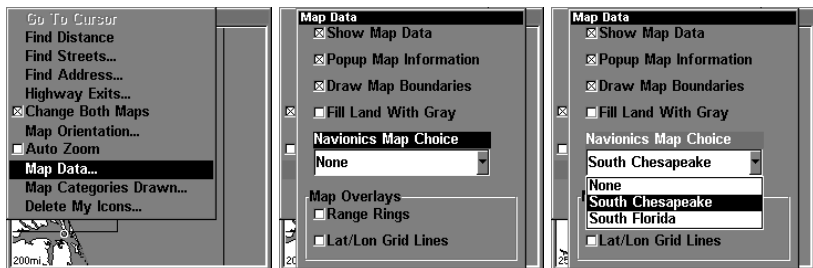 Go To Cursor
Find Distance
Find Streets...
Find Address...
Highway Exits...
Change Both Maps
Map Orientation...
Auto Zoom
Map Data...
Map Categories Drawn...
Delete My Icons...
200mi
Map Data
Show Map Data
Popup Map Information
Draw Map Boundaries
Fill Land With Gray
Navionics Map Choice
None
Map Overlays
Range Rings
Lat/Lon Grid Lines
20
Map Data
Show Map Data
Popup Map Information
Draw Map Boundaries
Fill Land With Gray
Navionics Map Choice
South Chesapeake
None
South Chesapeake
South Florida
Lat/Lon Grid Lines